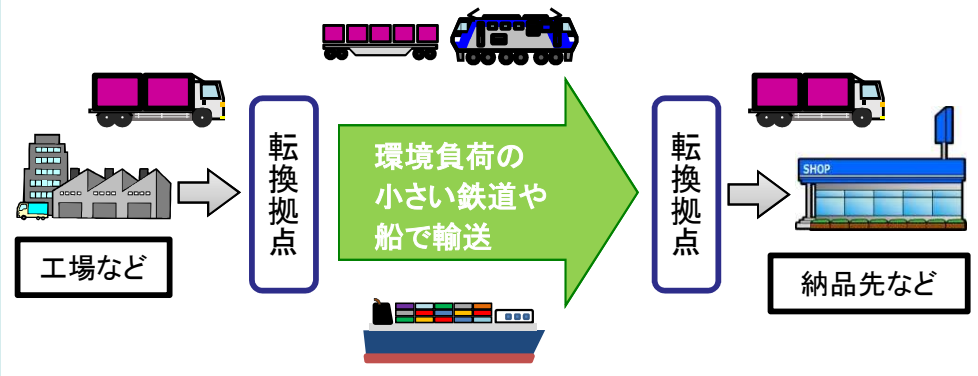 転換拠点
環境負荷の
小さい鉄道や
船で輸送
転換拠点
SHOP
工場など
納品先など